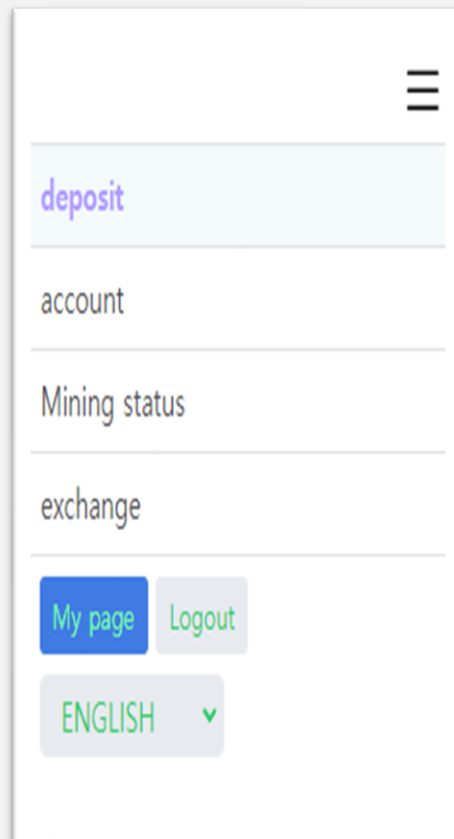 deposit
account
Mining status
exchange
My page Logout
ENGLISH